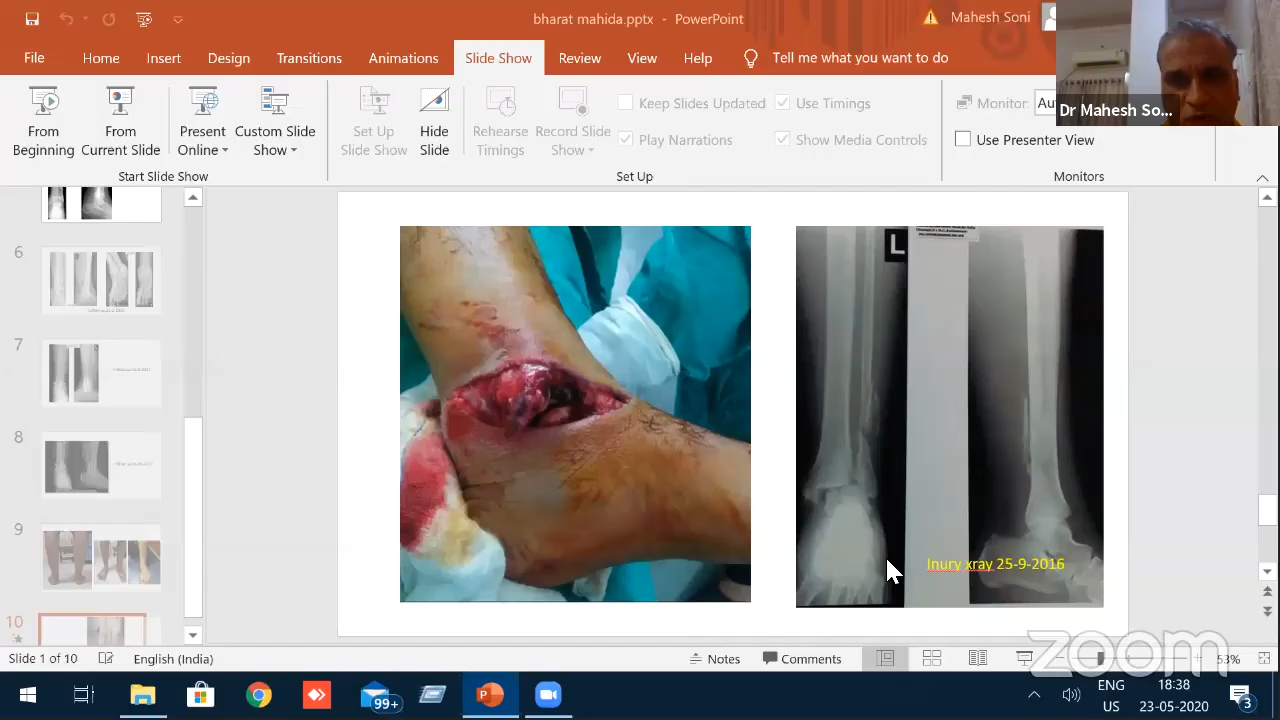 bharat mahida.pptx - PowerPoint
Mahesh Soni
File Home Insert Design Transitions Animations Slide Show Review View Help Tell me what you want to do
From Beginning
From Current Slide
Present Online
Custom Slide Show
Set Up Slide Show
Hide Slide
Rehearse Timings
Record Slide Show
Keep Slides Updated
Play Narrations
Use Timings
Show Media Controls
Monitor: Au
Use Presenter View
Start Slide Show
Set Up
Monitors
Dr Mahesh So...
6
7
8
9
10
L
Inury xray 25-9-2016
zoom
Slide 1 of 10 English (India) Notes Comments 53%
99+
ENG
US
18:38
23-05-2020
3